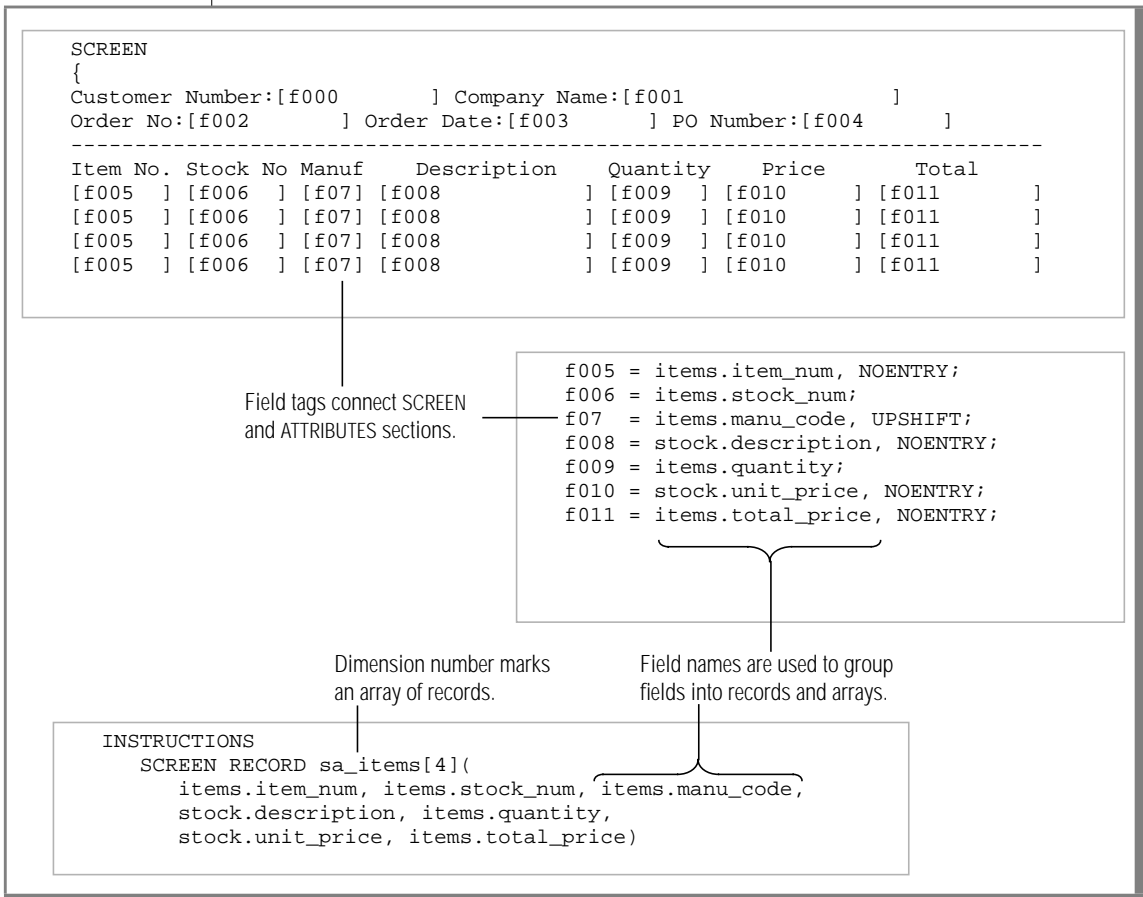 SCREEN
{
Customer Number:[f000        ] Company Name:[f001                  ]
Order No:[f002        ] Order Date:[f003      ] PO Number:[f004      ]
---------------------------------------------------------------------------------
Item No. Stock No Manuf    Description    Quantity   Price      Total
[f005  ] [f006  ] [f07] [f008            ] [f009  ] [f010      ] [f011       ]
[f005  ] [f006  ] [f07] [f008            ] [f009  ] [f010      ] [f011       ]
[f005  ] [f006  ] [f07] [f008            ] [f009  ] [f010      ] [f011       ]
[f005  ] [f006  ] [f07] [f008            ] [f009  ] [f010      ] [f011       ]
Field tags connect SCREEN
and ATTRIBUTES sections.
f005 = items.item_num, NOENTRY;
f006 = items.stock_num;
f07  = items.manu_code, UPSHIFT;
f008 = stock.description, NOENTRY;
f009 = items.quantity;
f010 = stock.unit_price, NOENTRY;
f011 = items.total_price, NOENTRY;
Dimension number marks
an array of records.
Field names are used to group
fields into records and arrays.
INSTRUCTIONS
SCREEN RECORD sa_items[4](
items.item_num, items.stock_num, items.manu_code,
stock.description, items.quantity,
stock.unit_price, items.total_price)